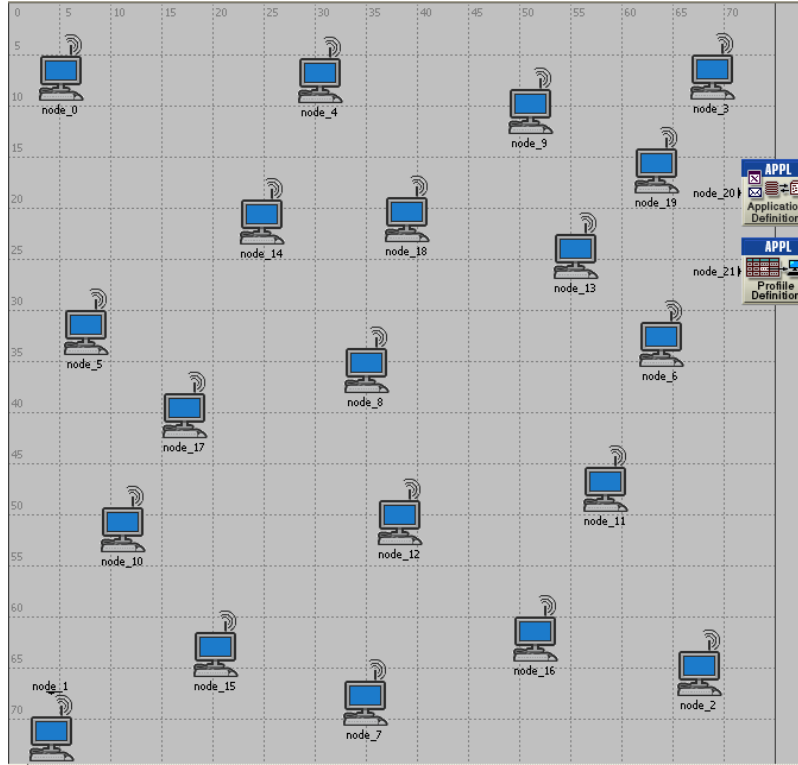 0 5 10 15 20 25 30 35 40 45 50 55 60 65 70
5
node_0
node_4
node_3
10
node_9
15
APPL
node_19
node_20
20
Application
Definition
node_14
node_18
25
APPL
node_13
node_21
Profile
Definition
30
node_5
node_6
35
node_8
40
node_17
45
50
node_11
node_10
node_12
55
60
65
node_16
node_1
node_15
node_2
70
node_7